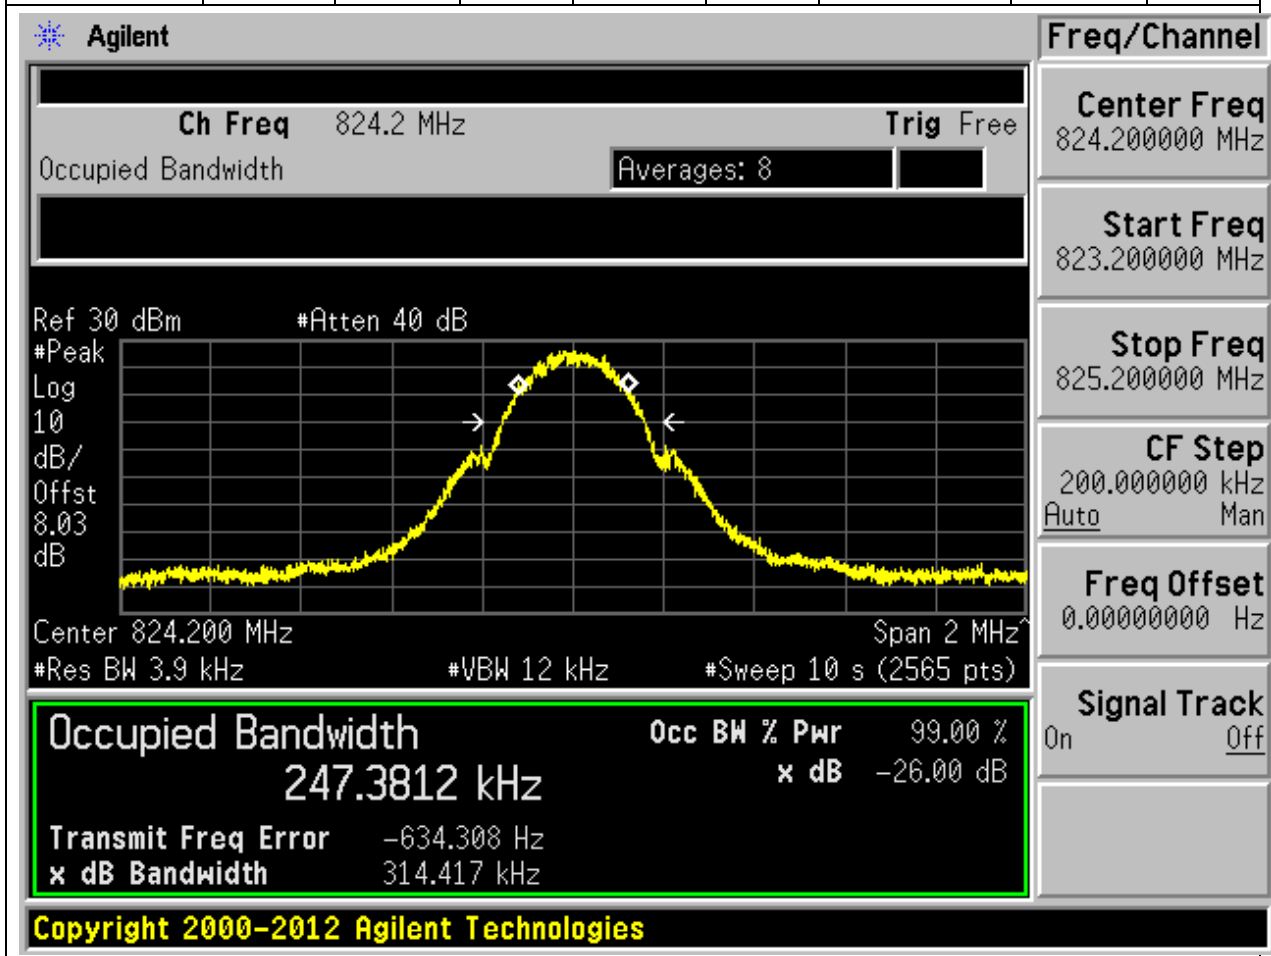 Agilent
Freq/Channel
Ch Freq 824.2 MHz Trig Free
Occupied Bandwidth Averages: 8
Center Freq
824.200000 MHz
Start Freq
823.200000 MHz
Stop Freq
825.200000 MHz
CF Step
200.000000 kHz
Auto Man
Freq Offset
0.00000000 Hz
Signal Track
On Off
Ref 30 dBm #Atten 40 dB
#Peak
Log
10
dB/
Offst
8.03
dB
Center 824.200 MHz Span 2 MHz^
#Res BW 3.9 kHz #VBW 12 kHz #Sweep 10 s (2565 pts)
Occupied Bandwidth Occ BW % Pwr 99.00 %
247.3812 kHz x dB -26.00 dB
Transmit Freq Error -634.308 Hz
x dB Bandwidth 314.417 kHz
Copyright 2000-2012 Agilent Technologies